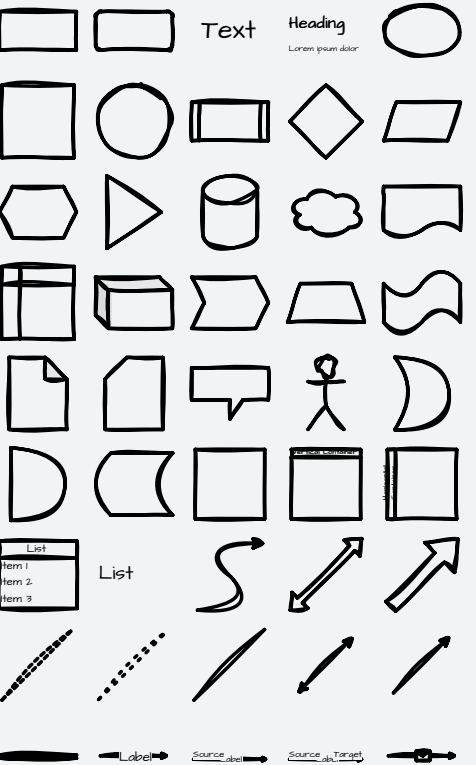 Text
Heading
Lorem ipsum dolor
Vertical Container
List
Item 1
Item 2
Item 3
List
Label
Source
Label
Source
Target